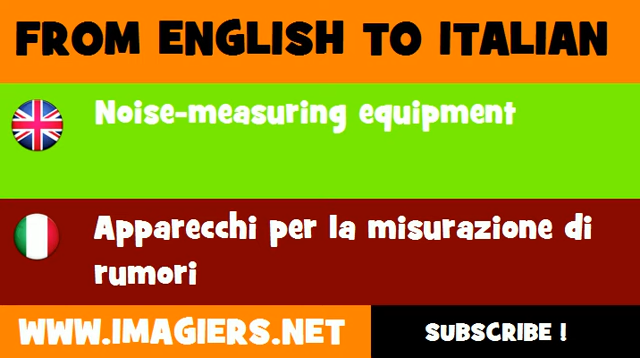 FROM ENGLISH TO ITALIAN
Noise-measuring equipment
Apparecchi per la misurazione di
rumori
WWW.IMAGIERS.NET
SUBSCRIBE !